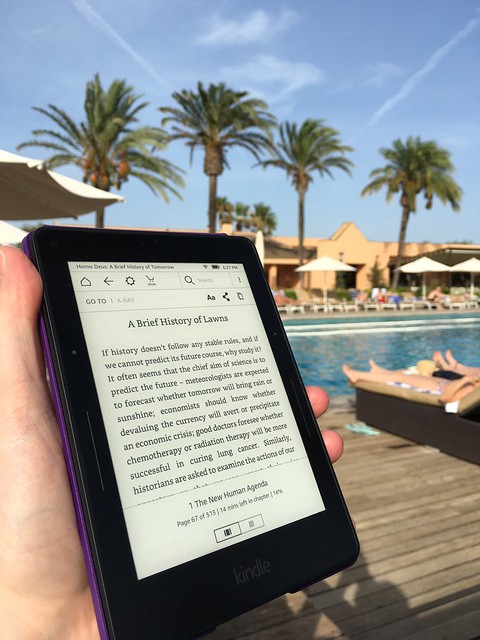 Homo Deus: A Brief History of Tomorrow 6:27 PM
Search
GO TO | X-RAY Aa
A Brief History of Lawns
If history doesn't follow any stable rules, and if
we cannot predict its future course, why study it?
It often seems that the chief aim of science is to
predict the future – meteorologists are expected
to forecast whether tomorrow will bring rain or
sunshine; economists should know whether
devaluing the currency will avert or precipitate
an economic crisis; good doctors foresee whether
chemotherapy or radiation therapy will be more
successful in curing lung cancer. Similarly,
historians are asked to examine the actions of our
1 The New Human Agenda
Page 67 of 513 | 14 mins left in chapter | 14%
kindle